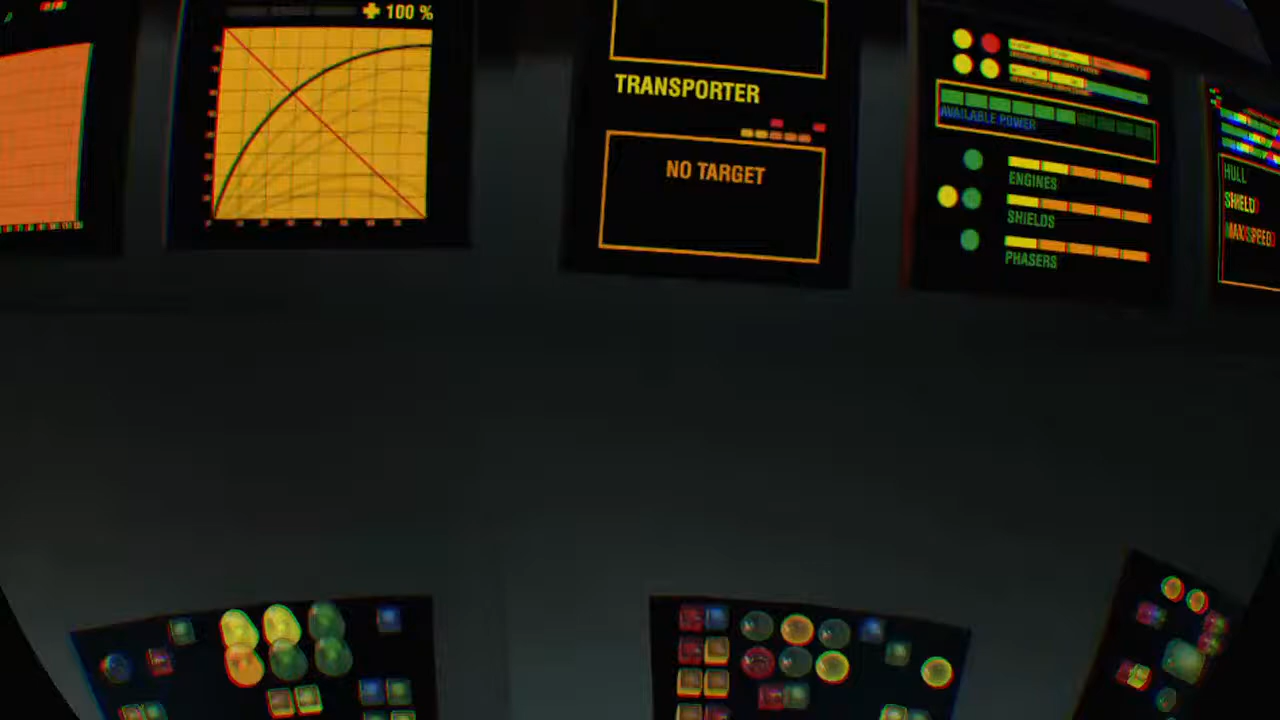 100 %
TRANSPORTER
NO TARGET
AVAILABLE POWER
ENGINES
SHIELDS
PHASERS
HULL
SHIELD
MAX SPEED